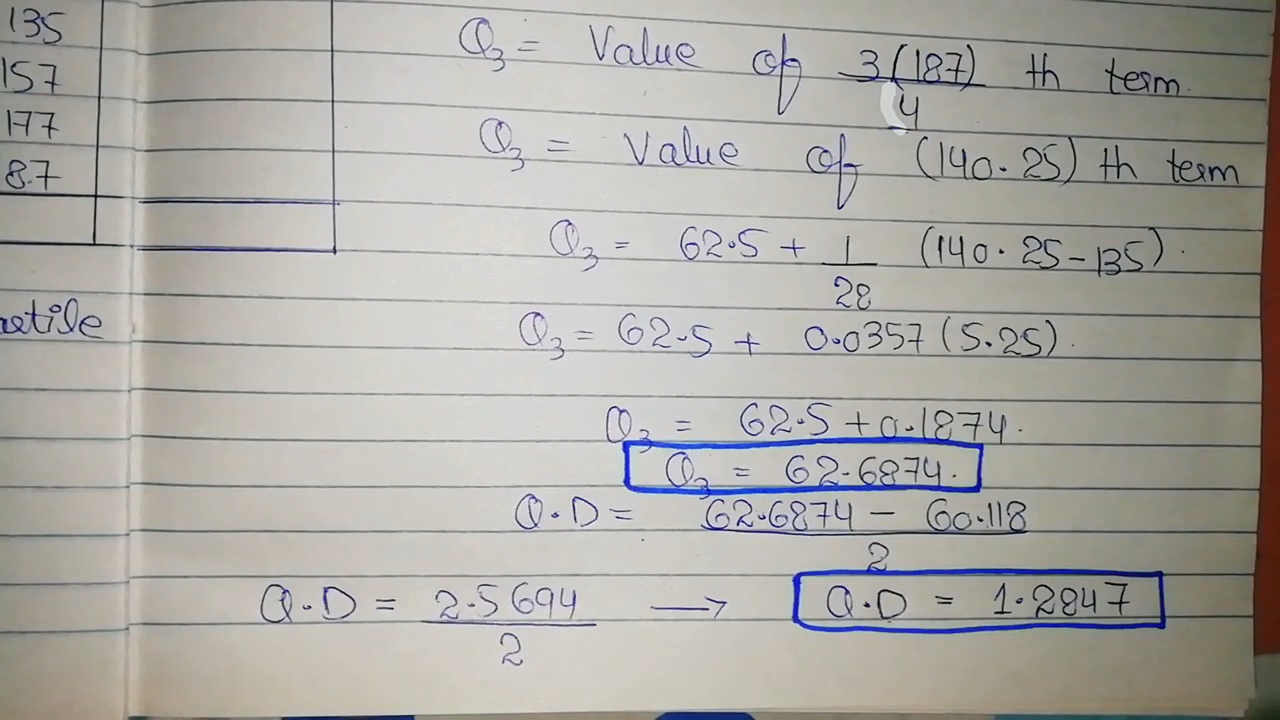 135
157
177
87
Q₃ = Value of 3(187)/4 th term.
Q₃ = Value of (140.25) th term
Q₃ = 62.5 + 1/28 (140.25-135).
Q₃ = 62.5 + 0.0357 (5.25).
Q₃ = 62.5 + 0.1874.
Q₃ = 62.6874.
Q.D = 62.6874 - 60.118/2
Q.D = 2.5694/2 → Q.D = 1.2847